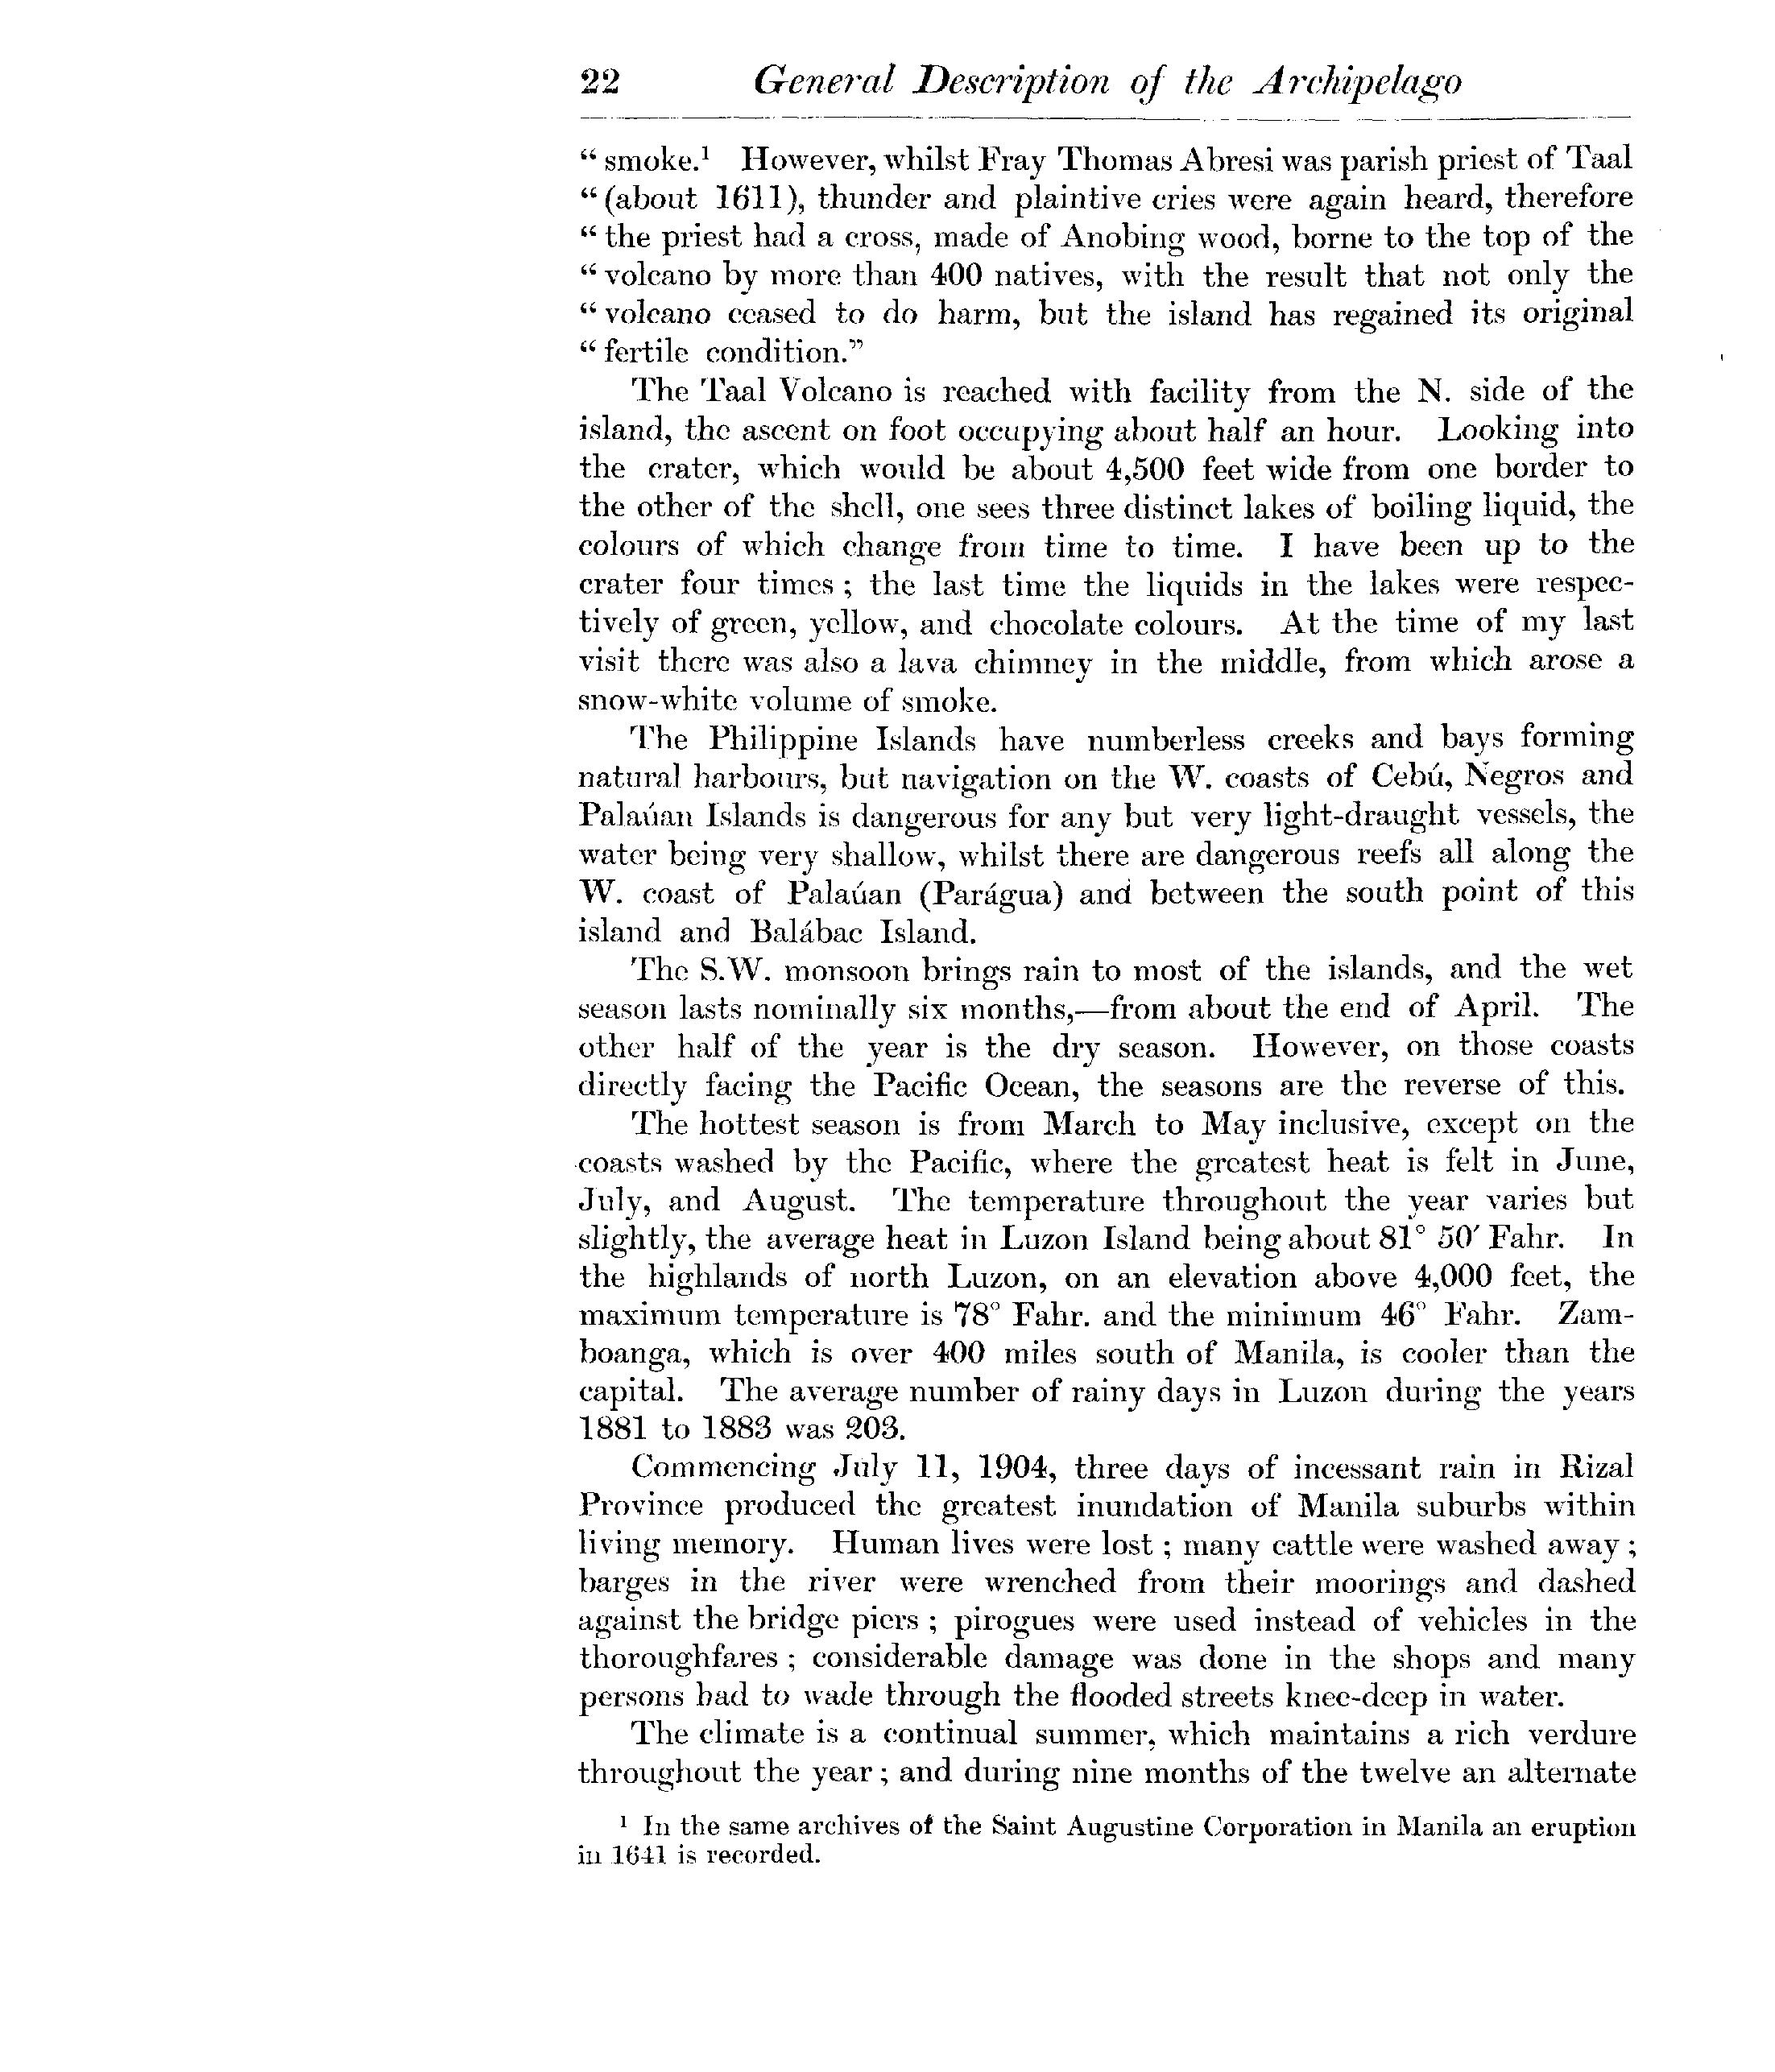 22 General Description of the Archipelago
“ smoke.¹ However, whilst Fray Thomas Abresi was parish priest of Taal
“ (about 1611), thunder and plaintive cries were again heard, therefore
“ the priest had a cross, made of Anobing wood, borne to the top of the
“ volcano by more than 400 natives, with the result that not only the
“ volcano ceased to do harm, but the island has regained its original
“ fertile condition.”
The Taal Volcano is reached with facility from the N. side of the
island, the ascent on foot occupying about half an hour. Looking into
the crater, which would be about 4,500 feet wide from one border to
the other of the shell, one sees three distinct lakes of boiling liquid, the
colours of which change from time to time. I have been up to the
crater four times ; the last time the liquids in the lakes were respec-
tively of green, yellow, and chocolate colours. At the time of my last
visit there was also a lava chimney in the middle, from which arose a
snow-white volume of smoke.
The Philippine Islands have numberless creeks and bays forming
natural harbours, but navigation on the W. coasts of Cebú, Negros and
Palaúan Islands is dangerous for any but very light-draught vessels, the
water being very shallow, whilst there are dangerous reefs all along the
W. coast of Palaúan (Parágua) and between the south point of this
island and Balábac Island.
The S.W. monsoon brings rain to most of the islands, and the wet
season lasts nominally six months,—from about the end of April. The
other half of the year is the dry season. However, on those coasts
directly facing the Pacific Ocean, the seasons are the reverse of this.
The hottest season is from March to May inclusive, except on the
coasts washed by the Pacific, where the greatest heat is felt in June,
July, and August. The temperature throughout the year varies but
slightly, the average heat in Luzon Island being about 81° 50′ Fahr. In
the highlands of north Luzon, on an elevation above 4,000 feet, the
maximum temperature is 78° Fahr. and the minimum 46° Fahr. Zam-
boanga, which is over 400 miles south of Manila, is cooler than the
capital. The average number of rainy days in Luzon during the years
1881 to 1883 was 203.
Commencing July 11, 1904, three days of incessant rain in Rizal
Province produced the greatest inundation of Manila suburbs within
living memory. Human lives were lost ; many cattle were washed away ;
barges in the river were wrenched from their moorings and dashed
against the bridge piers ; pirogues were used instead of vehicles in the
thoroughfares ; considerable damage was done in the shops and many
persons had to wade through the flooded streets knee-deep in water.
The climate is a continual summer, which maintains a rich verdure
throughout the year ; and during nine months of the twelve an alternate
¹ In the same archives of the Saint Augustine Corporation in Manila an eruption
in 1641 is recorded.